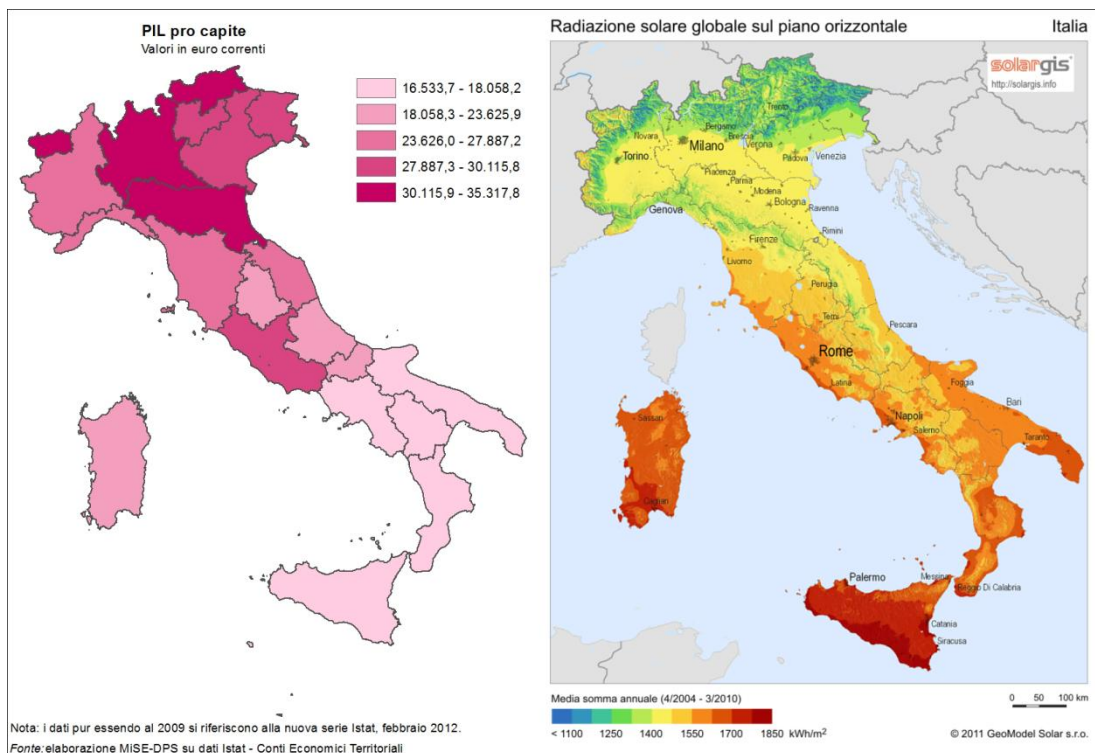 PIL pro capite
Valori in euro correnti
16.533,7 - 18.058,2
18.058,3 - 23.625,9
23.626,0 - 27.887,2
27.887,3 - 30.115,8
30.115,9 - 35.317,8
Nota: i dati pur essendo al 2009 si riferiscono alla nuova serie Istat, febbraio 2012.
Fonte: elaborazione MiSE-DPS su dati Istat - Conti Economici Territoriali
Radiazione solare globale sul piano orizzontale Italia
solargis
http://solargis.info
Trento
Bergamo
Novara
Brescia
Milano
Verona
Torino
Padova
Venezia
Piacenza
Parma
Modena
Bologna
Genova
Ravenna
Rimini
Firenze
Livorno
Perugia
Terni
Pescara
Rome
Latina
Foggia
Bari
Napoli
Salerno
Taranto
Sassari
Cagliari
Palermo
Messina
Reggio Di Calabria
Catania
Siracusa
Media somma annuale (4/2004 - 3/2010)
0 50 100 km
< 1100 1250 1400 1550 1700 1850 kWh/m²
© 2011 GeoModel Solar s.r.o.